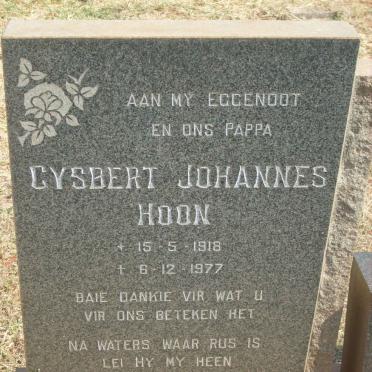 AAN MY EGGENOOT
EN ONS PAPPA
GYSBERT JOHANNES
HOON
+ 15-5-1918
† 6-12-1977
BAIE DANKIE VIR WAT U
VIR ONS BETEKEN HET
NA WATERS WAAR RUS IS
LEI HY MY HEEN